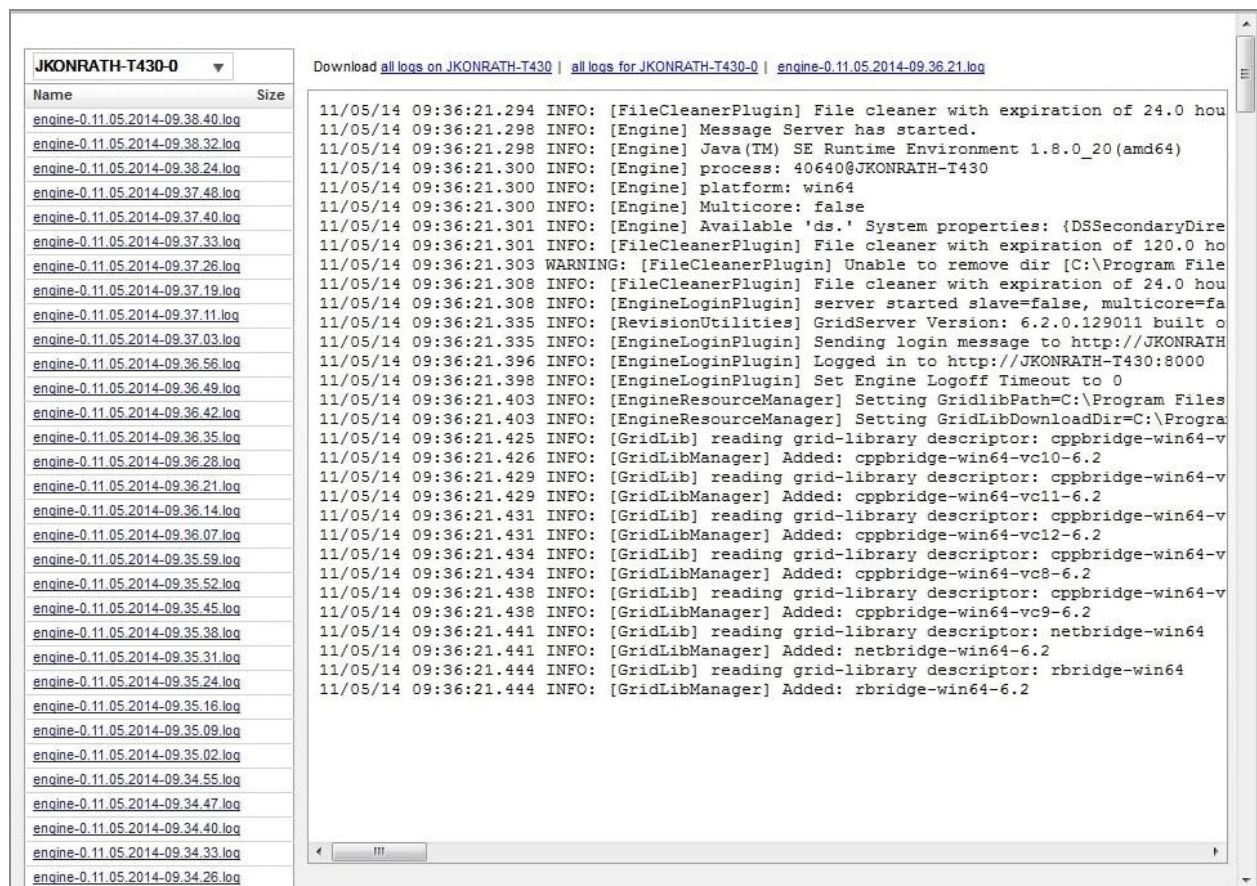 JKONRATH-T430-0
Download all logs on JKONRATH-T430 | all logs for JKONRATH-T430-0 | engine-0.11.05.2014-09.36.21.log
Name Size
engine-0.11.05.2014-09.38.40.log
engine-0.11.05.2014-09.38.32.log
engine-0.11.05.2014-09.38.24.log
engine-0.11.05.2014-09.37.48.log
engine-0.11.05.2014-09.37.40.log
engine-0.11.05.2014-09.37.33.log
engine-0.11.05.2014-09.37.26.log
engine-0.11.05.2014-09.37.19.log
engine-0.11.05.2014-09.37.11.log
engine-0.11.05.2014-09.37.03.log
engine-0.11.05.2014-09.36.56.log
engine-0.11.05.2014-09.36.49.log
engine-0.11.05.2014-09.36.42.log
engine-0.11.05.2014-09.36.35.log
engine-0.11.05.2014-09.36.28.log
engine-0.11.05.2014-09.36.21.log
engine-0.11.05.2014-09.36.14.log
engine-0.11.05.2014-09.36.07.log
engine-0.11.05.2014-09.35.59.log
engine-0.11.05.2014-09.35.52.log
engine-0.11.05.2014-09.35.45.log
engine-0.11.05.2014-09.35.38.log
engine-0.11.05.2014-09.35.31.log
engine-0.11.05.2014-09.35.24.log
engine-0.11.05.2014-09.35.16.log
engine-0.11.05.2014-09.35.09.log
engine-0.11.05.2014-09.35.02.log
engine-0.11.05.2014-09.34.55.log
engine-0.11.05.2014-09.34.47.log
engine-0.11.05.2014-09.34.40.log
engine-0.11.05.2014-09.34.33.log
engine-0.11.05.2014-09.34.26.log
11/05/14 09:36:21.294 INFO: [FileCleanerPlugin] File cleaner with expiration of 24.0 hou
11/05/14 09:36:21.298 INFO: [Engine] Message Server has started.
11/05/14 09:36:21.298 INFO: [Engine] Java(TM) SE Runtime Environment 1.8.0_20(amd64)
11/05/14 09:36:21.300 INFO: [Engine] process: 40640@JKONRATH-T430
11/05/14 09:36:21.300 INFO: [Engine] platform: win64
11/05/14 09:36:21.300 INFO: [Engine] Multicore: false
11/05/14 09:36:21.301 INFO: [Engine] Available 'ds.' System properties: {DSSecondaryDire
11/05/14 09:36:21.301 INFO: [FileCleanerPlugin] File cleaner with expiration of 120.0 ho
11/05/14 09:36:21.303 WARNING: [FileCleanerPlugin] Unable to remove dir [C:\Program File
11/05/14 09:36:21.308 INFO: [FileCleanerPlugin] File cleaner with expiration of 24.0 hou
11/05/14 09:36:21.308 INFO: [EngineLoginPlugin] server started slave=false, multicore=fa
11/05/14 09:36:21.335 INFO: [RevisionUtilities] GridServer Version: 6.2.0.129011 built o
11/05/14 09:36:21.335 INFO: [EngineLoginPlugin] Sending login message to http://JKONRATH
11/05/14 09:36:21.396 INFO: [EngineLoginPlugin] Logged in to http://JKONRATH-T430:8000
11/05/14 09:36:21.398 INFO: [EngineLoginPlugin] Set Engine Logoff Timeout to 0
11/05/14 09:36:21.403 INFO: [EngineResourceManager] Setting GridlibPath=C:\Program Files
11/05/14 09:36:21.403 INFO: [EngineResourceManager] Setting GridLibDownloadDir=C:\Progra
11/05/14 09:36:21.425 INFO: [GridLib] reading grid-library descriptor: cppbridge-win64-v
11/05/14 09:36:21.426 INFO: [GridLibManager] Added: cppbridge-win64-vc10-6.2
11/05/14 09:36:21.429 INFO: [GridLib] reading grid-library descriptor: cppbridge-win64-v
11/05/14 09:36:21.429 INFO: [GridLibManager] Added: cppbridge-win64-vc11-6.2
11/05/14 09:36:21.431 INFO: [GridLib] reading grid-library descriptor: cppbridge-win64-v
11/05/14 09:36:21.431 INFO: [GridLibManager] Added: cppbridge-win64-vc12-6.2
11/05/14 09:36:21.434 INFO: [GridLib] reading grid-library descriptor: cppbridge-win64-v
11/05/14 09:36:21.434 INFO: [GridLibManager] Added: cppbridge-win64-vc8-6.2
11/05/14 09:36:21.438 INFO: [GridLib] reading grid-library descriptor: cppbridge-win64-v
11/05/14 09:36:21.438 INFO: [GridLibManager] Added: cppbridge-win64-vc9-6.2
11/05/14 09:36:21.441 INFO: [GridLib] reading grid-library descriptor: netbridge-win64
11/05/14 09:36:21.441 INFO: [GridLibManager] Added: netbridge-win64-6.2
11/05/14 09:36:21.444 INFO: [GridLib] reading grid-library descriptor: rbridge-win64
11/05/14 09:36:21.444 INFO: [GridLibManager] Added: rbridge-win64-6.2